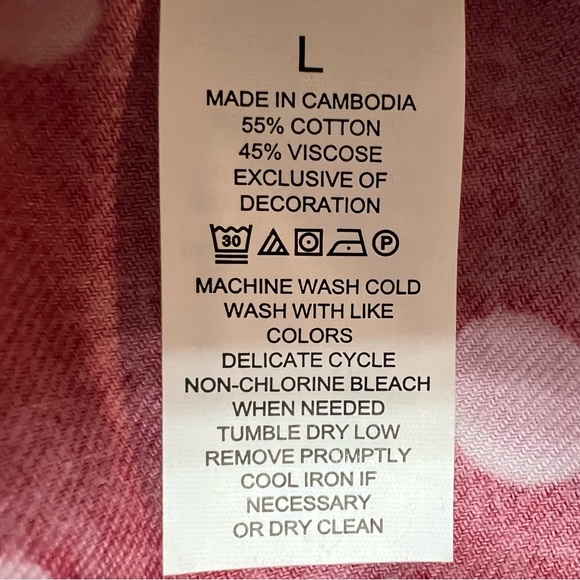 L
MADE IN CAMBODIA
55% COTTON
45% VISCOSE
EXCLUSIVE OF
DECORATION
30 P
MACHINE WASH COLD
WASH WITH LIKE
COLORS
DELICATE CYCLE
NON-CHLORINE BLEACH
WHEN NEEDED
TUMBLE DRY LOW
REMOVE PROMPTLY
COOL IRON IF
NECESSARY
OR DRY CLEAN